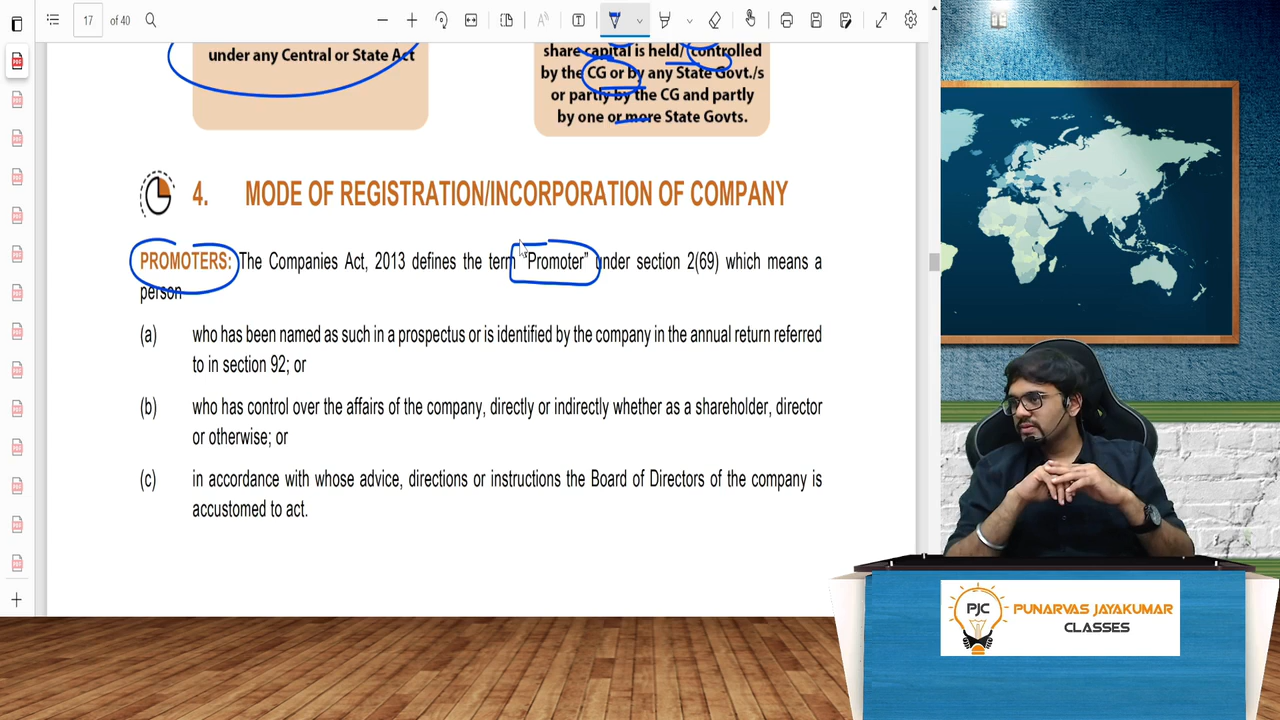 17 of 40
under any Central or State Act
share capital is held/ controlled
by the CG or by any State Govt./s
or partly by the CG and partly
by one or more State Govts.
4. MODE OF REGISTRATION/INCORPORATION OF COMPANY
PROMOTERS: The Companies Act, 2013 defines the term "Promoter" under section 2(69) which means a
person
(a) who has been named as such in a prospectus or is identified by the company in the annual return referred
to in section 92; or
(b) who has control over the affairs of the company, directly or indirectly whether as a shareholder, director
or otherwise; or
(c) in accordance with whose advice, directions or instructions the Board of Directors of the company is
accustomed to act.
PJC
PUNARVAS JAYAKUMAR
CLASSES